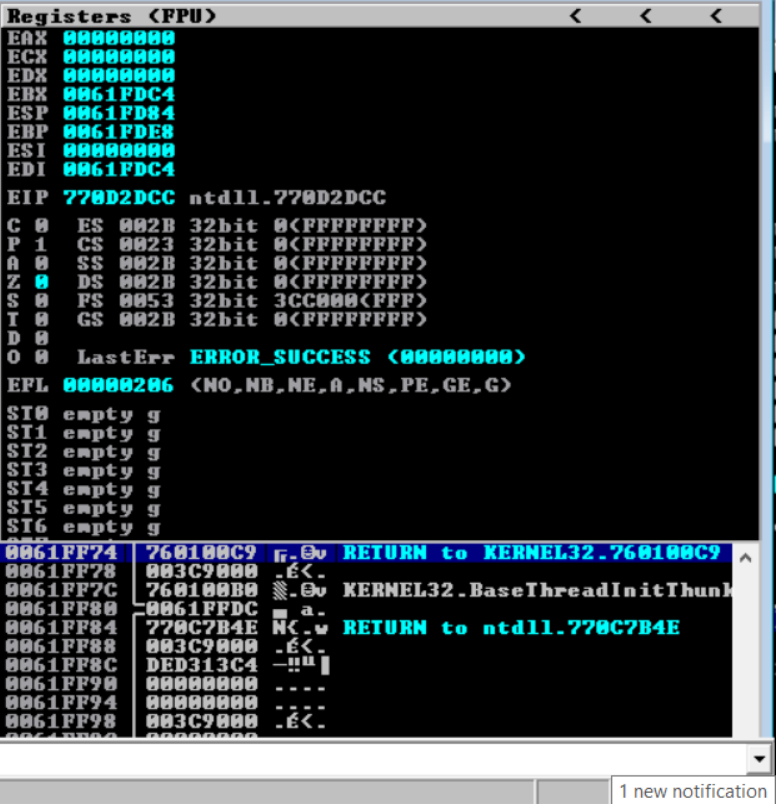 Registers (FPU) < < <
EAX 00000000
ECX 00000000
EDX 00000000
EBX 0061FDC4
ESP 0061FD84
EBP 0061FDE8
ESI 00000000
EDI 0061FDC4
EIP 770D2DCC ntdll.770D2DCC
C 0 ES 002B 32bit 0(FFFFFFFF)
P 1 CS 0023 32bit 0(FFFFFFFF)
A 0 SS 002B 32bit 0(FFFFFFFF)
Z 0 DS 002B 32bit 0(FFFFFFFF)
S 0 FS 0053 32bit 3CC000(FFF)
T 0 GS 002B 32bit 0(FFFFFFFF)
D 0
O 0 LastErr ERROR_SUCCESS (00000000)
EFL 00000206 (NO,NB,NE,A,NS,PE,GE,G)
ST0 empty g
ST1 empty g
ST2 empty g
ST3 empty g
ST4 empty g
ST5 empty g
ST6 empty g
0061FF74 760100C9 RETURN to KERNEL32.760100C9
0061FF78 003C9000 .É<.
0061FF7C 760100B0 KERNEL32.BaseThreadInitThunk
0061FF80 0061FFDC a.
0061FF84 770C7B4E N{.w RETURN to ntdll.770C7B4E
0061FF88 003C9000 .É<.
0061FF8C DED313C4
0061FF90 00000000 ....
0061FF94 00000000 ....
0061FF98 003C9000 .É<.
1 new notification